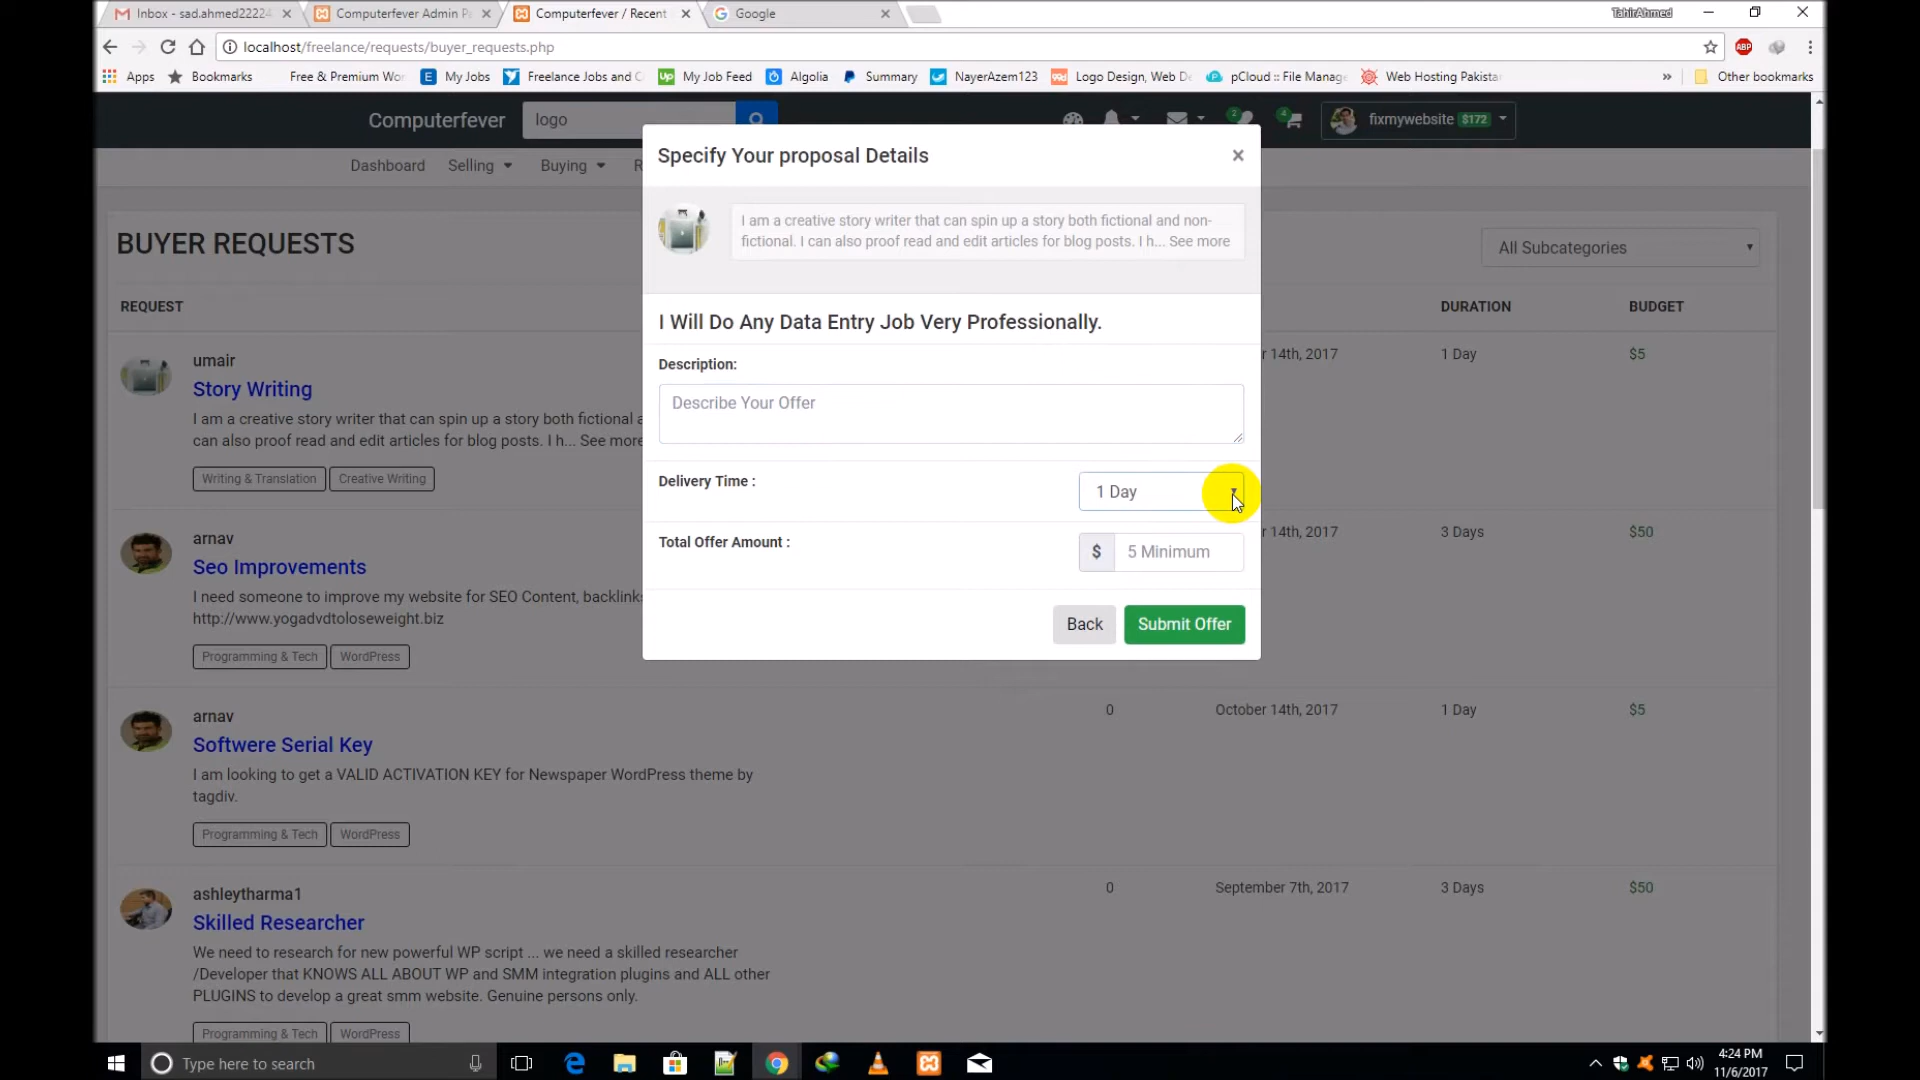 Inbox - sad.ahmed22224
Computerfever Admin P
Computerfever / Recent
Google
TahirAhmed
localhost/freelance/requests/buyer_requests.php
ABP
Apps
Bookmarks
Free & Premium Wo
My Jobs
Freelance Jobs and C
My Job Feed
Algolia
Summary
NayerAzem123
Logo Design, Web De
pCloud :: File Manag
Web Hosting Pakistan
»
Other bookmarks
Computerfever
logo
fixmywebsite $172
Dashboard
Selling
Buying
R
Specify Your proposal Details
×
I am a creative story writer that can spin up a story both fictional and non-
fictional. I can also proof read and edit articles for blog posts. I h... See more
I Will Do Any Data Entry Job Very Professionally.
Description:
Describe Your Offer
Delivery Time :
1 Day
Total Offer Amount :
$
5 Minimum
Back
Submit Offer
BUYER REQUESTS
All Subcategories
REQUEST
DURATION
BUDGET
umair
Story Writing
I am a creative story writer that can spin up a story both fictional a
can also proof read and edit articles for blog posts. I h... See more
Writing & Translation
Creative Writing
r 14th, 2017
1 Day
$5
arnav
Seo Improvements
I need someone to improve my website for SEO Content, backlinks
http://www.yogadvdtoloseweight.biz
Programming & Tech
WordPress
r 14th, 2017
3 Days
$50
arnav
Softwere Serial Key
I am looking to get a VALID ACTIVATION KEY for Newspaper WordPress theme by
tagdiv.
Programming & Tech
WordPress
0
October 14th, 2017
1 Day
$5
ashleytharma1
Skilled Researcher
We need to research for new powerful WP script ... we need a skilled researcher
/Developer that KNOWS ALL ABOUT WP and SMM integration plugins and ALL other
PLUGINS to develop a great smm website. Genuine persons only.
Programming & Tech
WordPress
0
September 7th, 2017
3 Days
$50
Type here to search
4:24 PM
11/6/2017